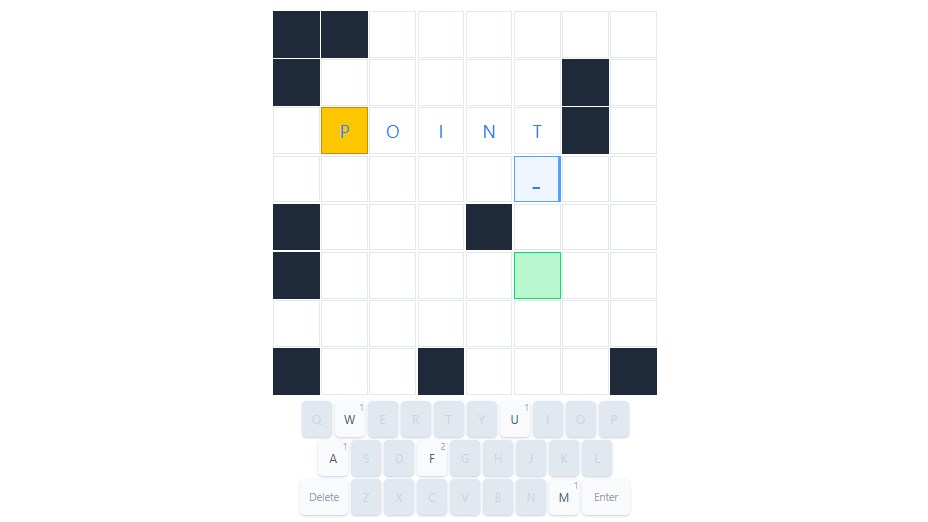 POINT
_
Q W 1 E R T Y U 1 I O P
A 1 S D F 2 G H J K L
Delete Z X C V B N M 1 Enter